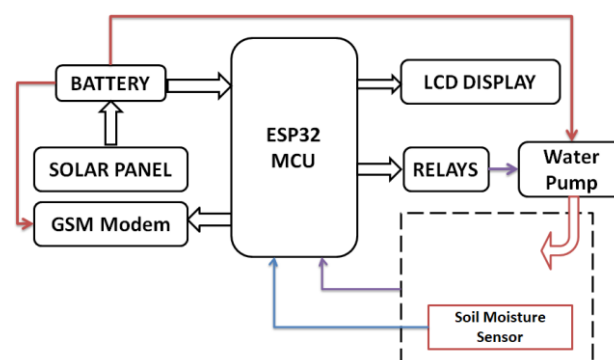 BATTERY
SOLAR PANEL
GSM Modem
ESP32
MCU
LCD DISPLAY
RELAYS
Water
Pump
Soil Moisture
Sensor